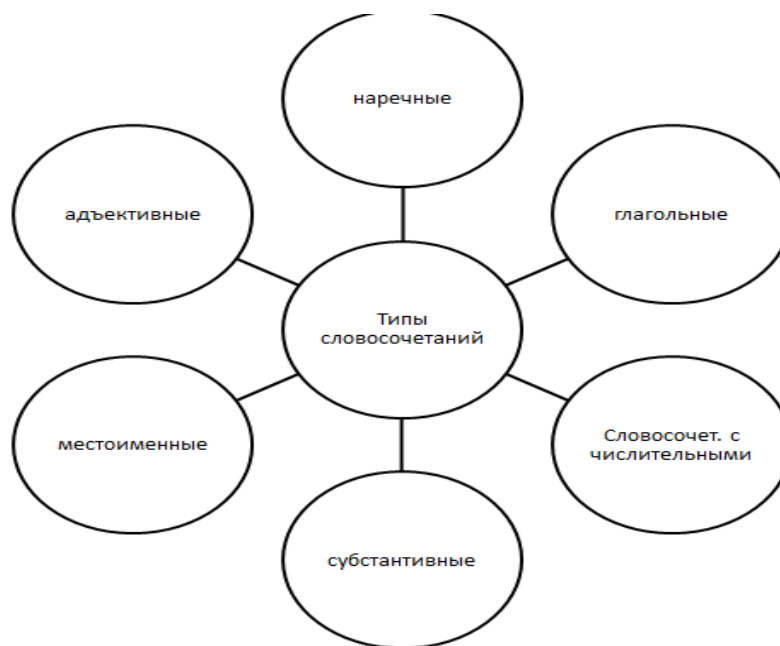 наречные
адъективные
глагольные
Типы
словосочетаний
местоименные
Словосочет. с
числительными
субстантивные